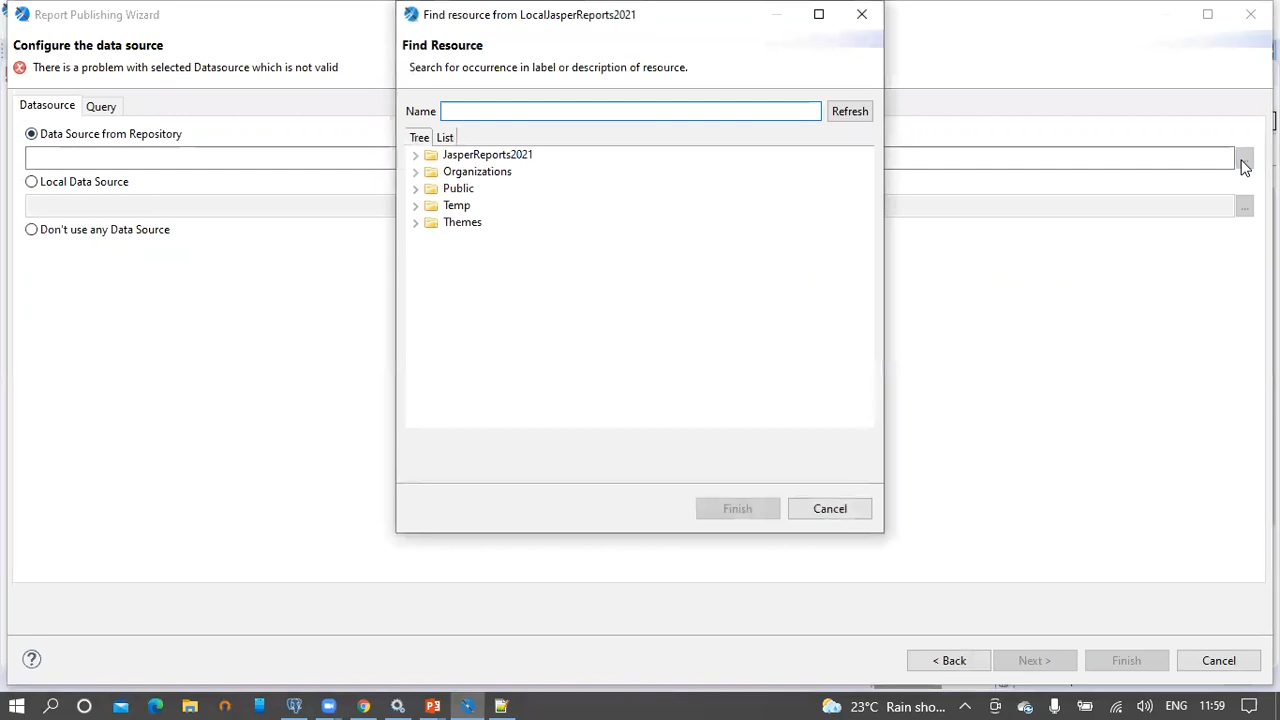 Report Publishing Wizard
Configure the data source
There is a problem with selected Datasource which is not valid
Datasource
Query
Data Source from Repository
...
Local Data Source
...
Don't use any Data Source
Find resource from LocalJasperReports2021
Find Resource
Search for occurrence in label or description of resource.
Name
Refresh
Tree
List
JasperReports2021
Organizations
Public
Temp
Themes
Finish
Cancel
< Back
Next >
Finish
Cancel
23°C Rain sho...
ENG
11:59